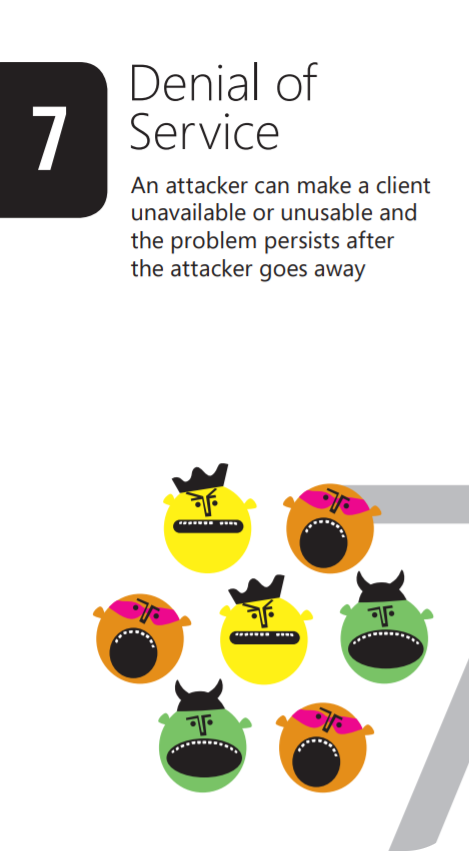 7
Denial of
Service
An attacker can make a client
unavailable or unusable and
the problem persists after
the attacker goes away